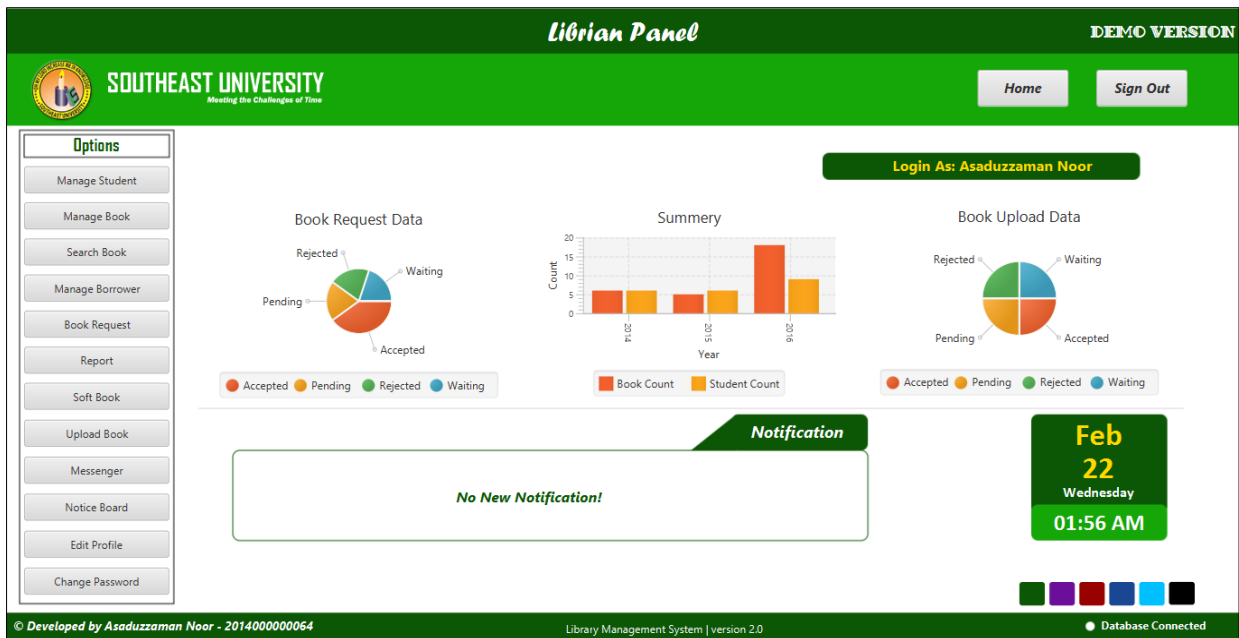 Librian Panel
DEMO VERSION
SOUTHEAST UNIVERSITY
Meeting the Challenges of Time
Home
Sign Out
Options
Manage Student
Manage Book
Search Book
Manage Borrower
Book Request
Report
Soft Book
Upload Book
Messenger
Notice Board
Edit Profile
Change Password
Login As: Asaduzzaman Noor
Book Request Data
Rejected
Waiting
Pending
Accepted
Accepted Pending Rejected Waiting
Summery
Count
20
15
10
5
0
2014
2015
2016
Year
Book Count Student Count
Book Upload Data
Rejected
Waiting
Pending
Accepted
Accepted Pending Rejected Waiting
Notification
No New Notification!
Feb
22
Wednesday
01:56 AM
© Developed by Asaduzzaman Noor - 2014000000064
Library Management System | version 2.0
Database Connected